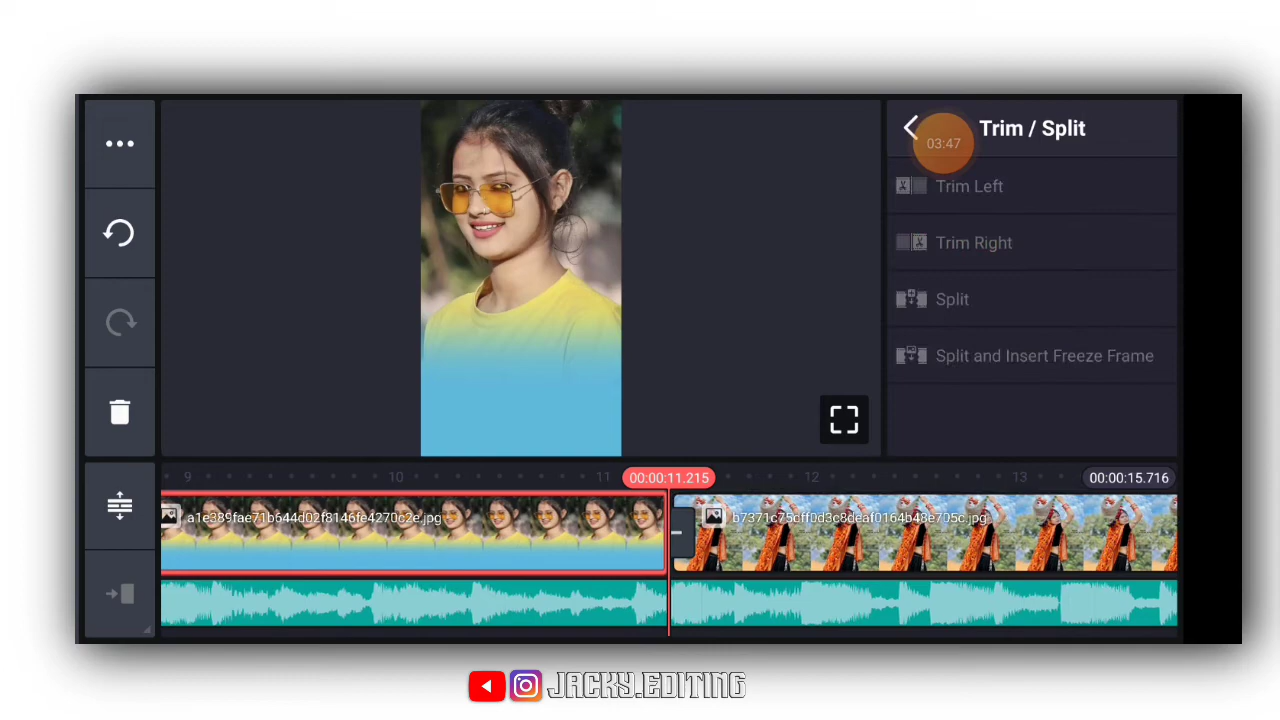 Trim / Split
03:47
Trim Left
Trim Right
Split
Split and Insert Freeze Frame
9 10 11 00:00:11.215 12 13 00:00:15.716
a1e389fae71b644d02f8146fe4270c2e.jpg
b7371c75dff0d3c8deaf0164b48e705c.jpg
JACKY.EDITING